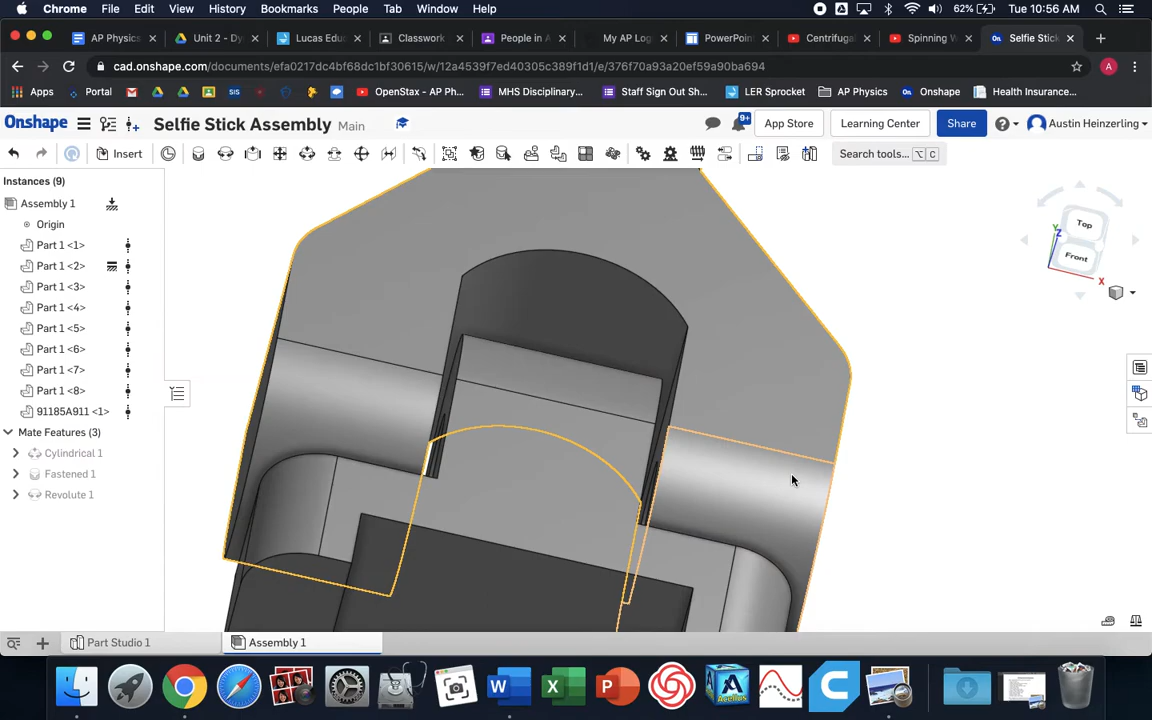 Chrome File Edit View History Bookmarks People Tab Window Help 62% Tue 10:56 AM
AP Physics Unit 2 - Dy Lucas Edu Classwork People in A My AP Log PowerPoin Centrifuga Spinning W Selfie Stick
cad.onshape.com/documents/efa0217dc4bf68dc1bf30615/w/12a4539f7ed40305c389f1d1/e/376f70a93a20ef59a90ba694 A
Apps Portal SIS OpenStax - AP Ph... MHS Disciplinary... Staff Sign Out Sh... LER Sprocket AP Physics Onshape Health Insurance...
Onshape Selfie Stick Assembly Main 9+ App Store Learning Center Share Austin Heinzerling
Insert Search tools... ⌥ C
Instances (9)
Assembly 1
Origin
Part 1 <1>
Part 1 <2>
Part 1 <3>
Part 1 <4>
Part 1 <5>
Part 1 <6>
Part 1 <7>
Part 1 <8>
91185A911 <1>
Mate Features (3)
Cylindrical 1
Fastened 1
Revolute 1
Top
Front
Y
Z
X
Part Studio 1 Assembly 1